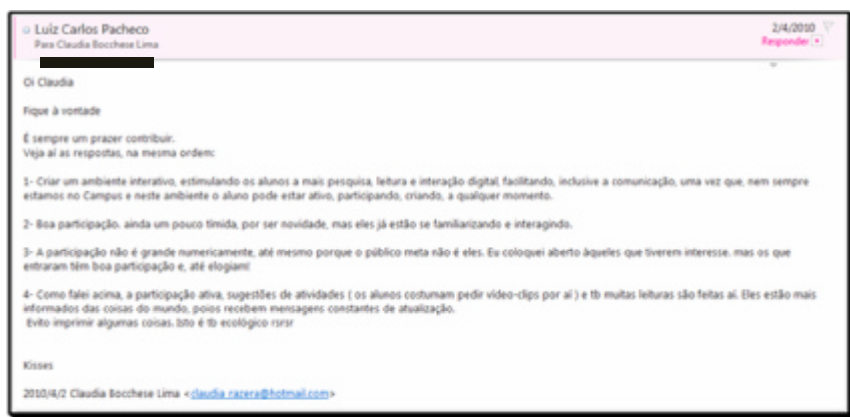 Luiz Carlos Pacheco
2/4/2010
Para Claudia Bocchese Lima
Responder
Oi Claudia
Fique à vontade
É sempre um prazer contribuir.
Veja aí as respostas, na mesma ordem:
1- Criar um ambiente interativo, estimulando os alunos a mais pesquisa, leitura e interação digital, facilitando, inclusive a comunicação, uma vez que, nem sempre
estamos no Campus e neste ambiente o aluno pode estar ativo, participando, criando, a qualquer momento.
2- Boa participação. ainda um pouco tímida, por ser novidade, mas eles já estão se familiarizando e interagindo.
3- A participação não é grande numericamente, até mesmo porque o público meta não é eles. Eu coloquei aberto àqueles que tiverem interesse. mas os que
entraram têm boa participação e, até elogiam!
4- Como falei acima, a participação ativa, sugestões de atividades ( os alunos costumam pedir vídeo-clips por aí ) e tb muitas leituras são feitas aí. Eles estão mais
informados das coisas do mundo, poios recebem mensagens constantes de atualização.
Evito imprimir algumas coisas. Isto é tb ecológico rsrsr
Kisses
2010/4/2 Claudia Bocchese Lima <claudia_razera@hotmail.com>